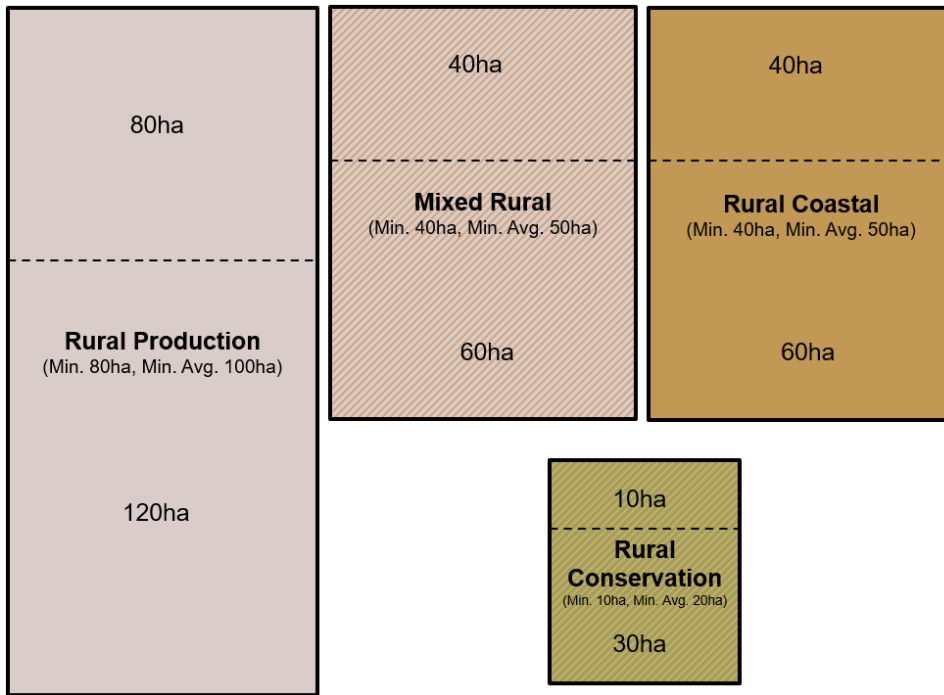 80ha
Rural Production
(Min. 80ha, Min. Avg. 100ha)
120ha
40ha
Mixed Rural
(Min. 40ha, Min. Avg. 50ha)
60ha
40ha
Rural Coastal
(Min. 40ha, Min. Avg. 50ha)
60ha
10ha
Rural
Conservation
(Min. 10ha, Min. Avg. 20ha)
30ha